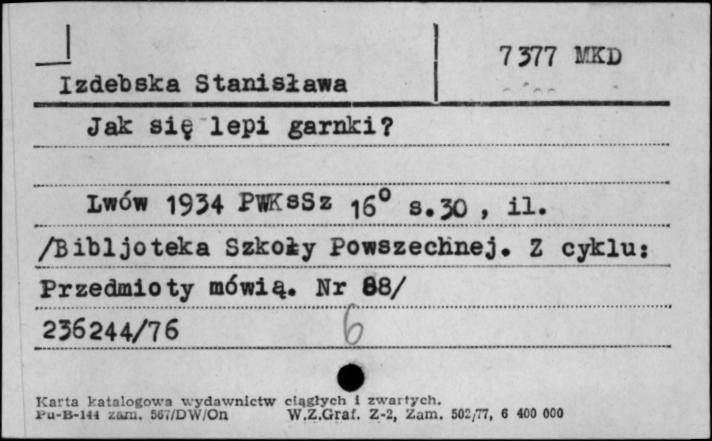 7377 MKD
Izdebska Stanisława
Jak się lepi garnki?
Lwów 1934 PWKsSz 16° s.30 , il.
/Bibljoteka Szkoły Powszechnej. Z cyklu:
Przedmioty mówią. Nr 88/
236244/76 6
Karta katalogowa wydawnictw ciągłych i zwartych.
Pu-B-144 zam. 567/DW/On W.Z.Graf. Z-2, Zam. 502/77, 6 400 000